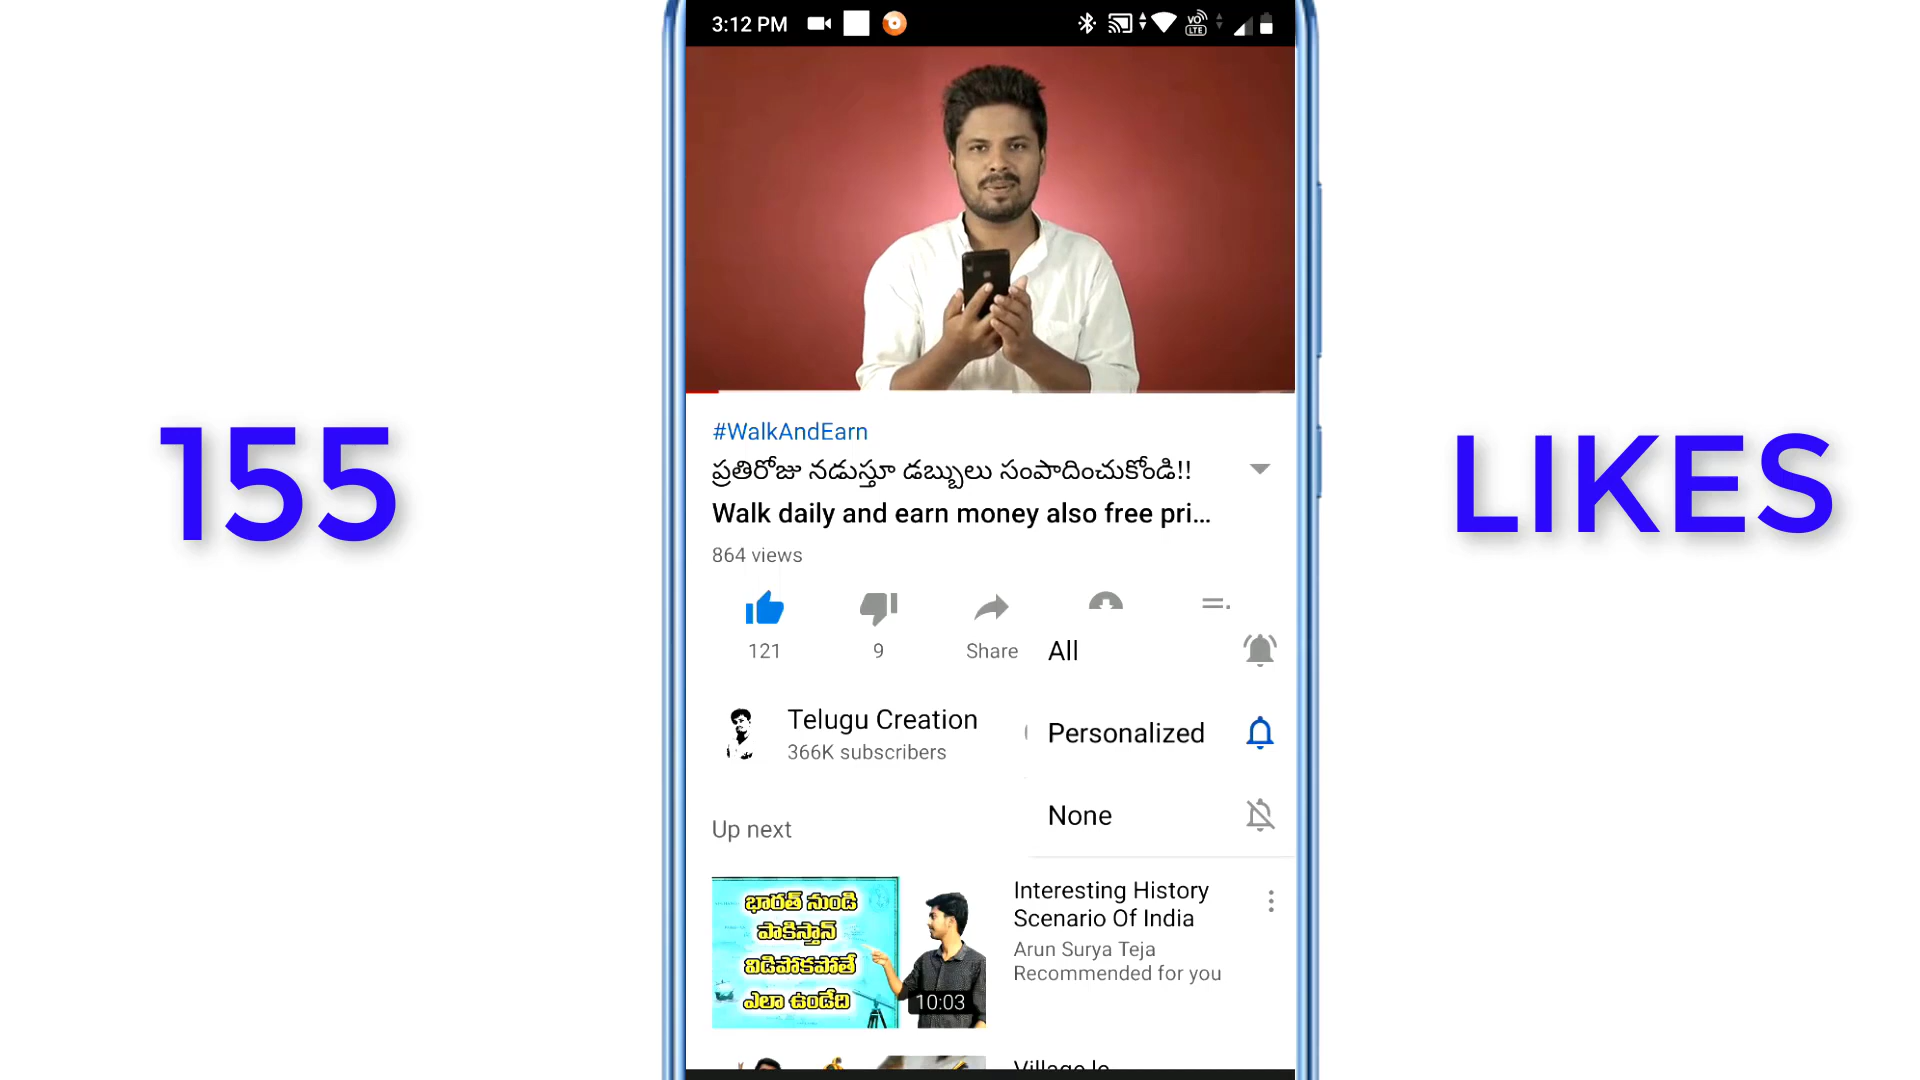 3:12 PM
VO LTE
155
LIKES
#WalkAndEarn
ప్రతిరోజు నడుస్తూ డబ్బులు సంపాదించుకోండి!!
Walk daily and earn money also free pri...
864 views
121
9
Share
All
Personalized
None
Telugu Creation
366K subscribers
Up next
భారత్ నుండి
పాకిస్తాన్
విడిపోకపోతే
ఎలా ఉండేది
10:03
Interesting History
Scenario Of India
Arun Surya Teja
Recommended for you